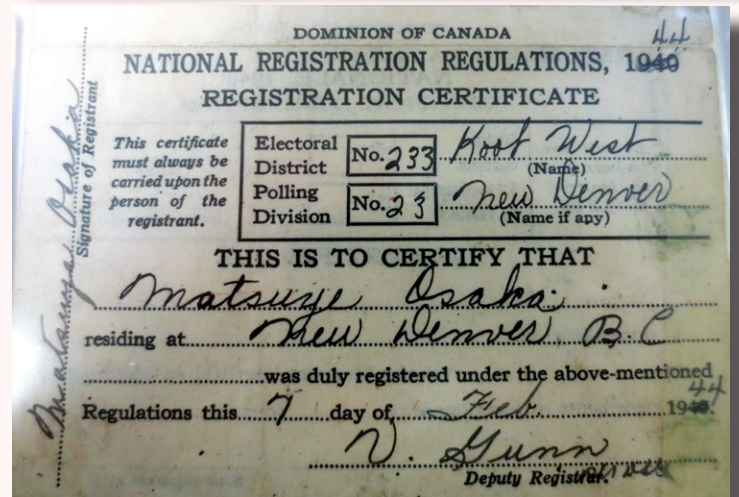 DOMINION OF CANADA
44
NATIONAL REGISTRATION REGULATIONS, 1940
REGISTRATION CERTIFICATE
This certificate must always be carried upon the person of the registrant.
Electoral District No. 233 Koot West
(Name)
Polling Division No. 23 New Denver
(Name if any)
THIS IS TO CERTIFY THAT
Matsuye Osaka
residing at New Denver, B.C
was duly registered under the above-mentioned
44
Regulations this 7 day of Feb. 1940.
N. Gunn
Deputy Registrar.
Signature of Registrant
Matsuye Osaka